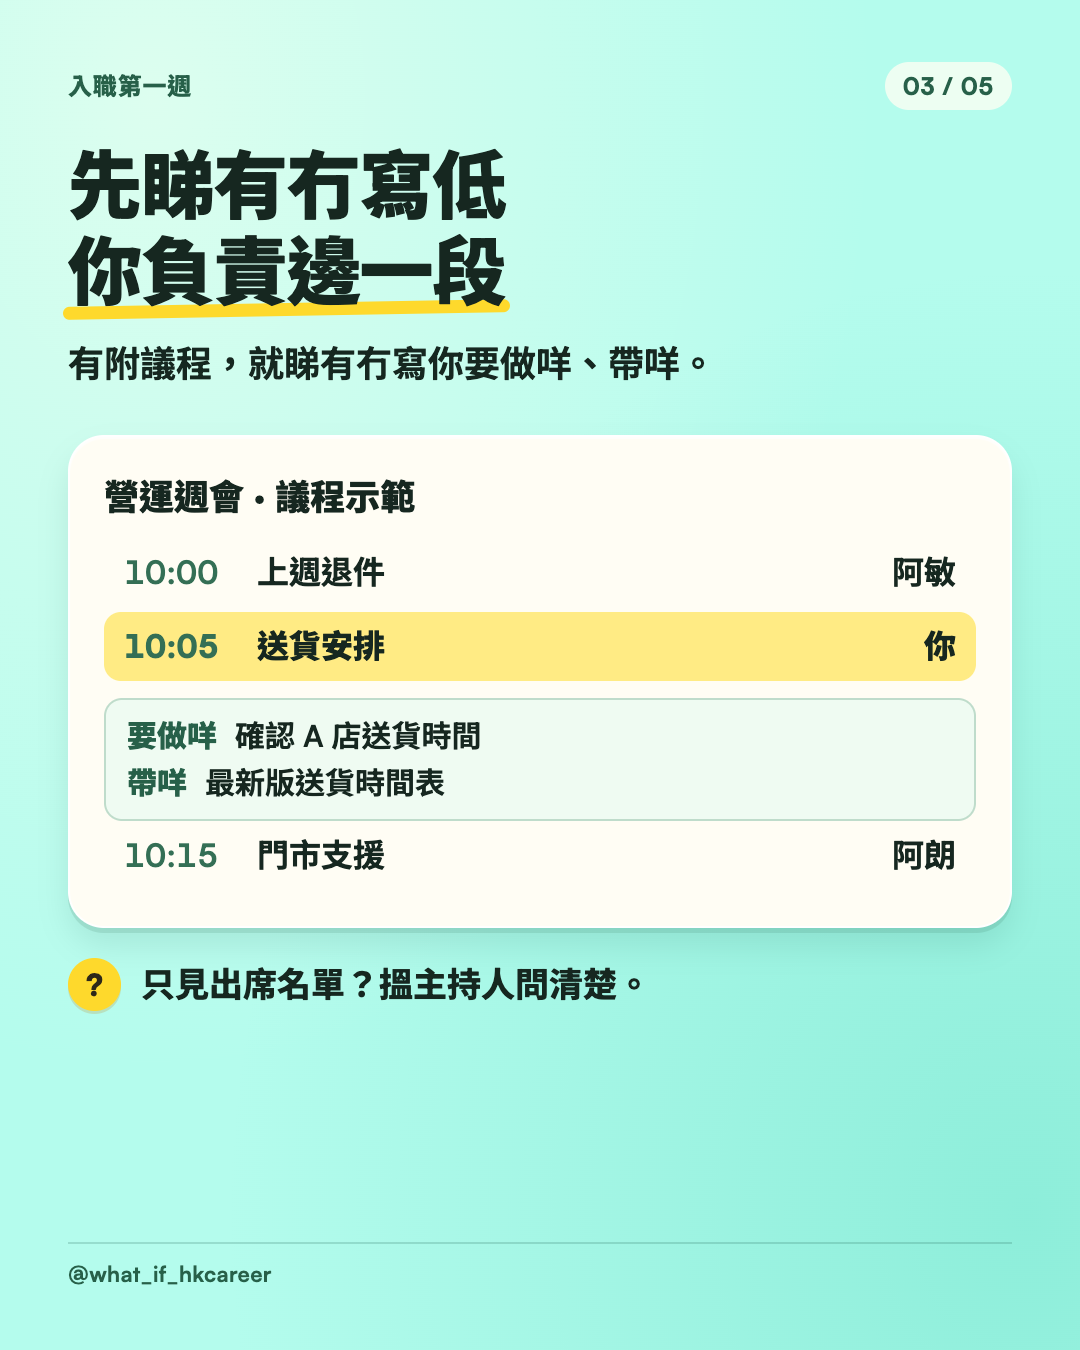 入職第一週
03 / 05
先睇有冇寫低
你負責邊一段
有附議程，就睇有冇寫你要做咩、帶咩。
營運週會・議程示範
10:00 上週退件 阿敏
10:05 送貨安排 你
要做咩 確認 A 店送貨時間
帶咩 最新版送貨時間表
10:15 門市支援 阿朗
? 只見出席名單？搵主持人問清楚。
@what_if_hkcareer